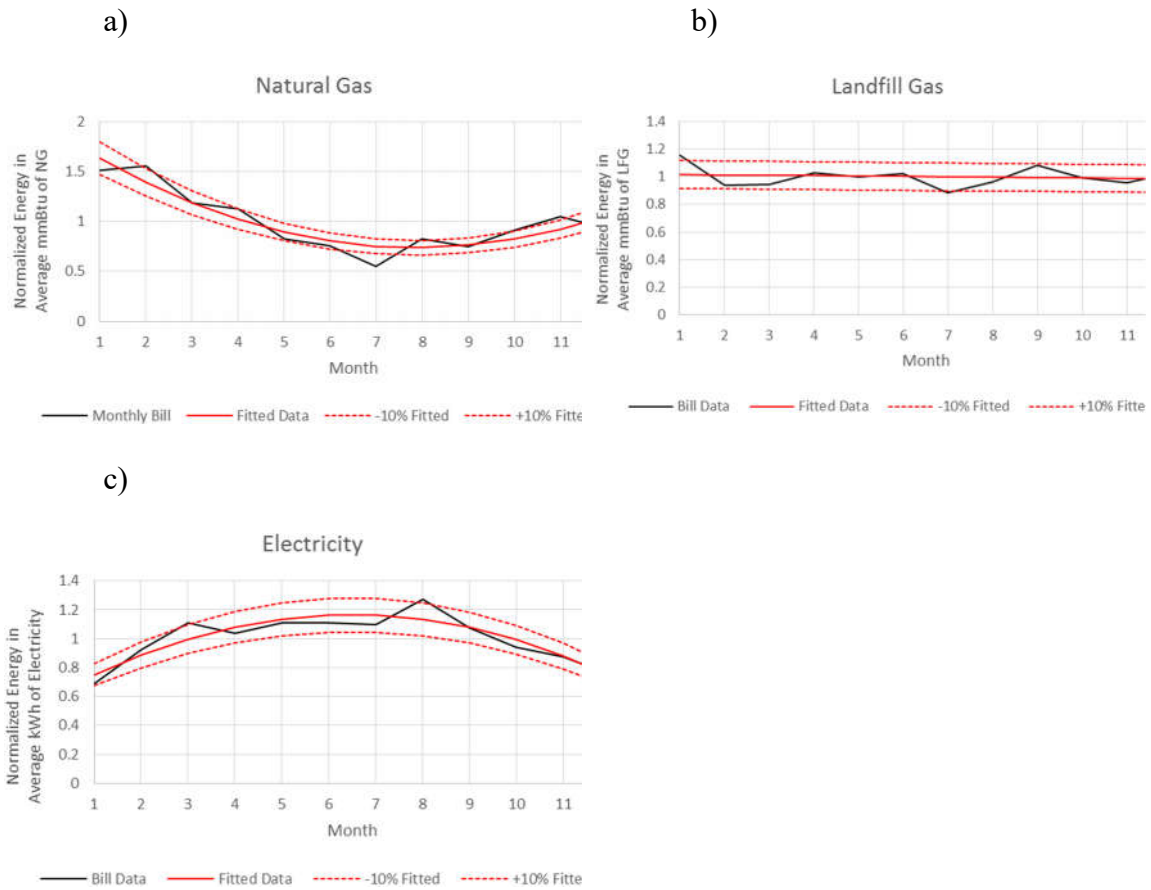 a)
b)
Natural Gas
Normalized Energy in
Average mmBtu of NG
2
1.5
1
0.5
0
1 2 3 4 5 6 7 8 9 10 11
Month
Monthly Bill Fitted Data -10% Fitted +10% Fitte
Landfill Gas
Normalized Energy in
Average mmBtu of LFG
1.4
1.2
1
0.8
0.6
0.4
0.2
0
1 2 3 4 5 6 7 8 9 10 11
Month
Bill Data Fitted Data -10% Fitted +10% Fitte
c)
Electricity
Normalized Energy in
Average kWh of Electricity
1.4
1.2
1
0.8
0.6
0.4
0.2
0
1 2 3 4 5 6 7 8 9 10 11
Month
Bill Data Fitted Data -10% Fitted +10% Fitte